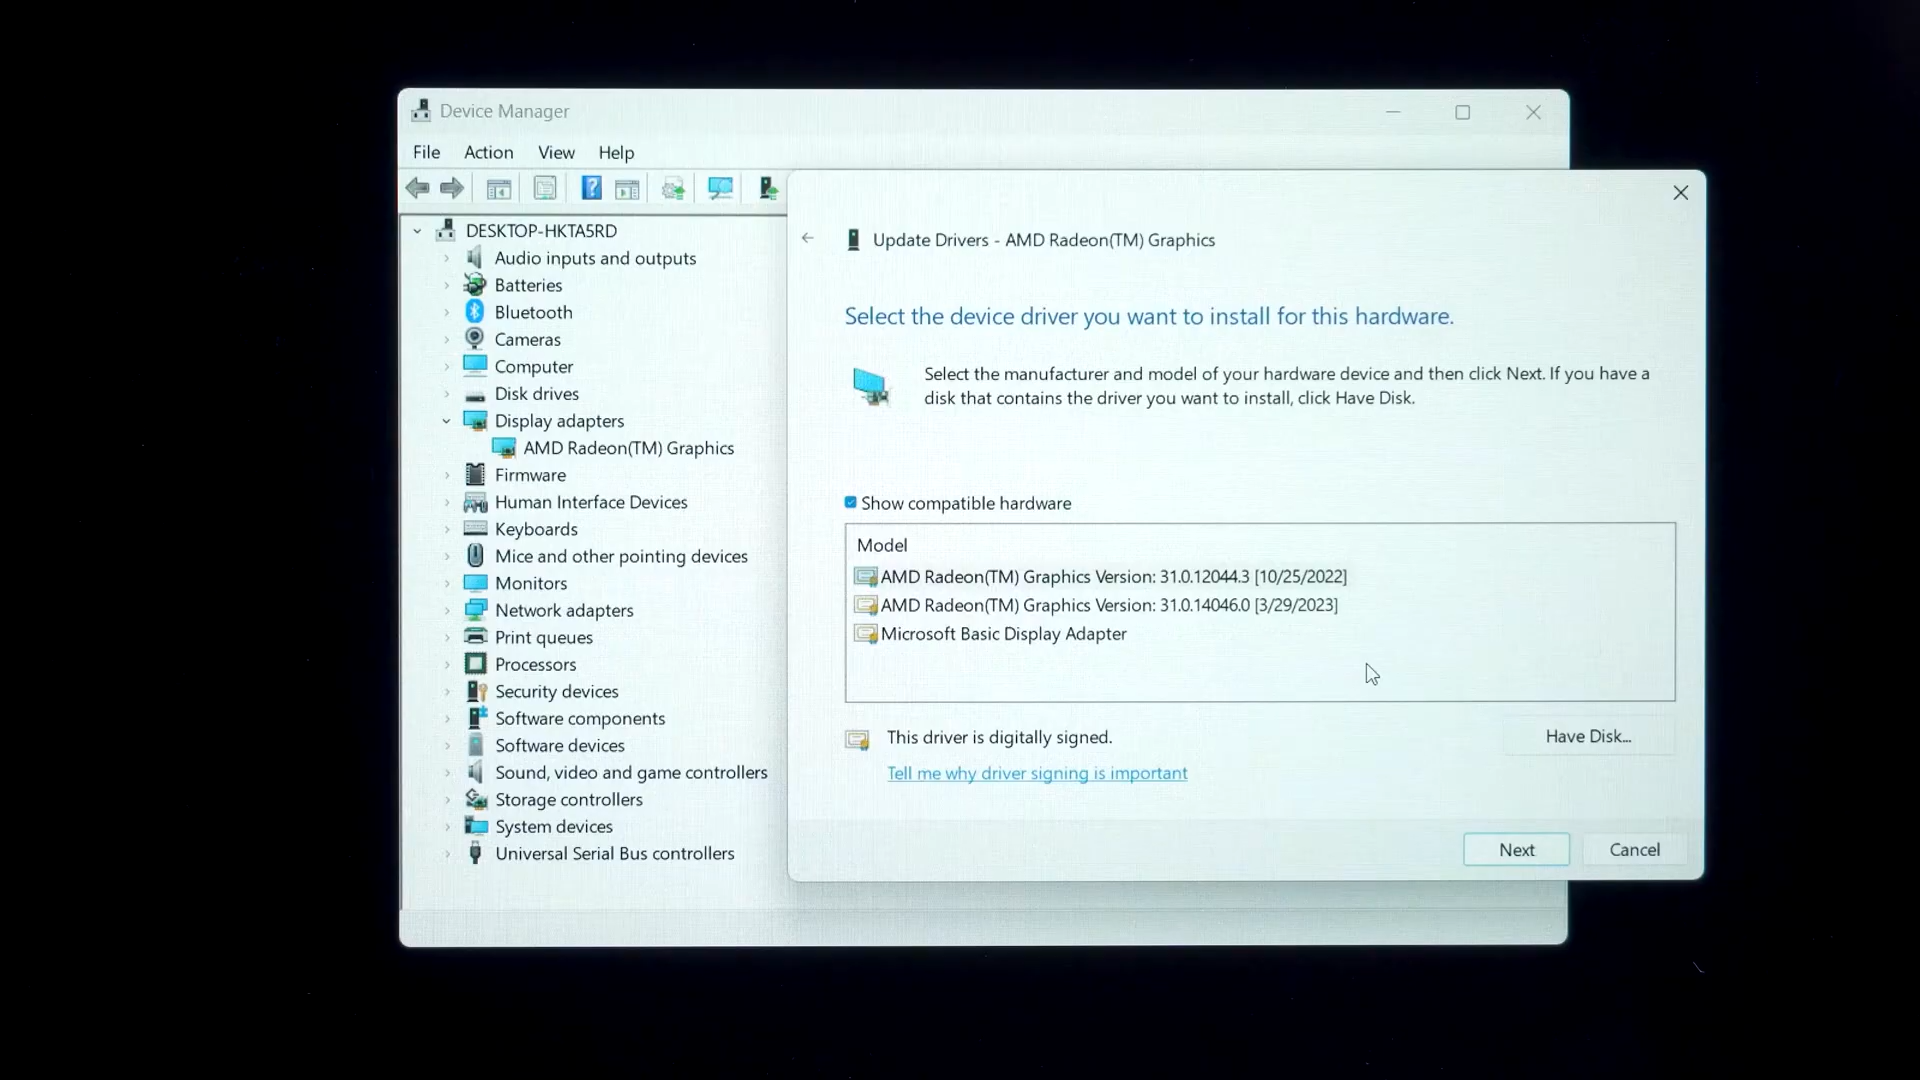 Device Manager
File Action View Help
DESKTOP-HKTA5RD
Audio inputs and outputs
Batteries
Bluetooth
Cameras
Computer
Disk drives
Display adapters
AMD Radeon(TM) Graphics
Firmware
Human Interface Devices
Keyboards
Mice and other pointing devices
Monitors
Network adapters
Print queues
Processors
Security devices
Software components
Software devices
Sound, video and game controllers
Storage controllers
System devices
Universal Serial Bus controllers
Update Drivers - AMD Radeon(TM) Graphics
Select the device driver you want to install for this hardware.
Select the manufacturer and model of your hardware device and then click Next. If you have a
disk that contains the driver you want to install, click Have Disk.
Show compatible hardware
Model
AMD Radeon(TM) Graphics Version: 31.0.12044.3 [10/25/2022]
AMD Radeon(TM) Graphics Version: 31.0.14046.0 [3/29/2023]
Microsoft Basic Display Adapter
This driver is digitally signed.
Have Disk...
Tell me why driver signing is important
Next
Cancel